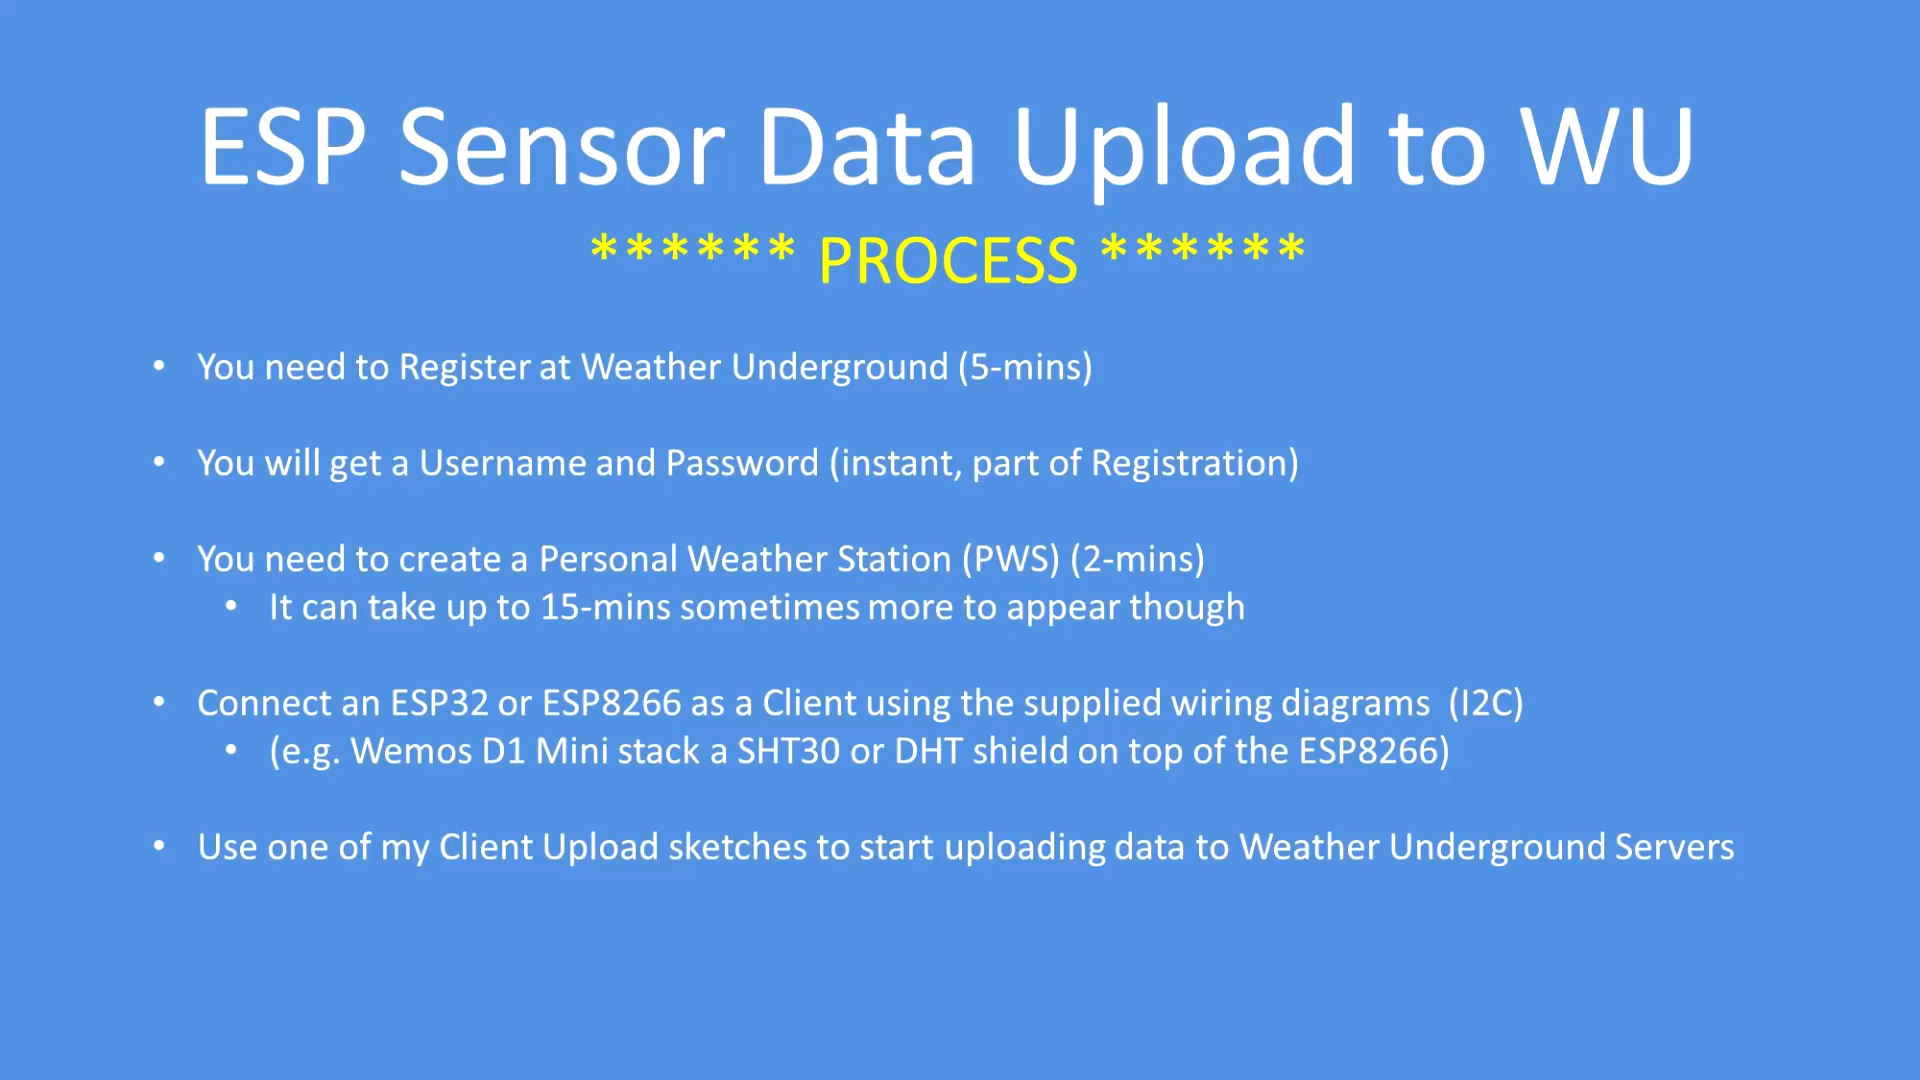 ESP Sensor Data Upload to WU
****** PROCESS ******
• You need to Register at Weather Underground (5-mins)
• You will get a Username and Password (instant, part of Registration)
• You need to create a Personal Weather Station (PWS) (2-mins)
• It can take up to 15-mins sometimes more to appear though
• Connect an ESP32 or ESP8266 as a Client using the supplied wiring diagrams  (I2C)
• (e.g. Wemos D1 Mini stack a SHT30 or DHT shield on top of the ESP8266)
• Use one of my Client Upload sketches to start uploading data to Weather Underground Servers